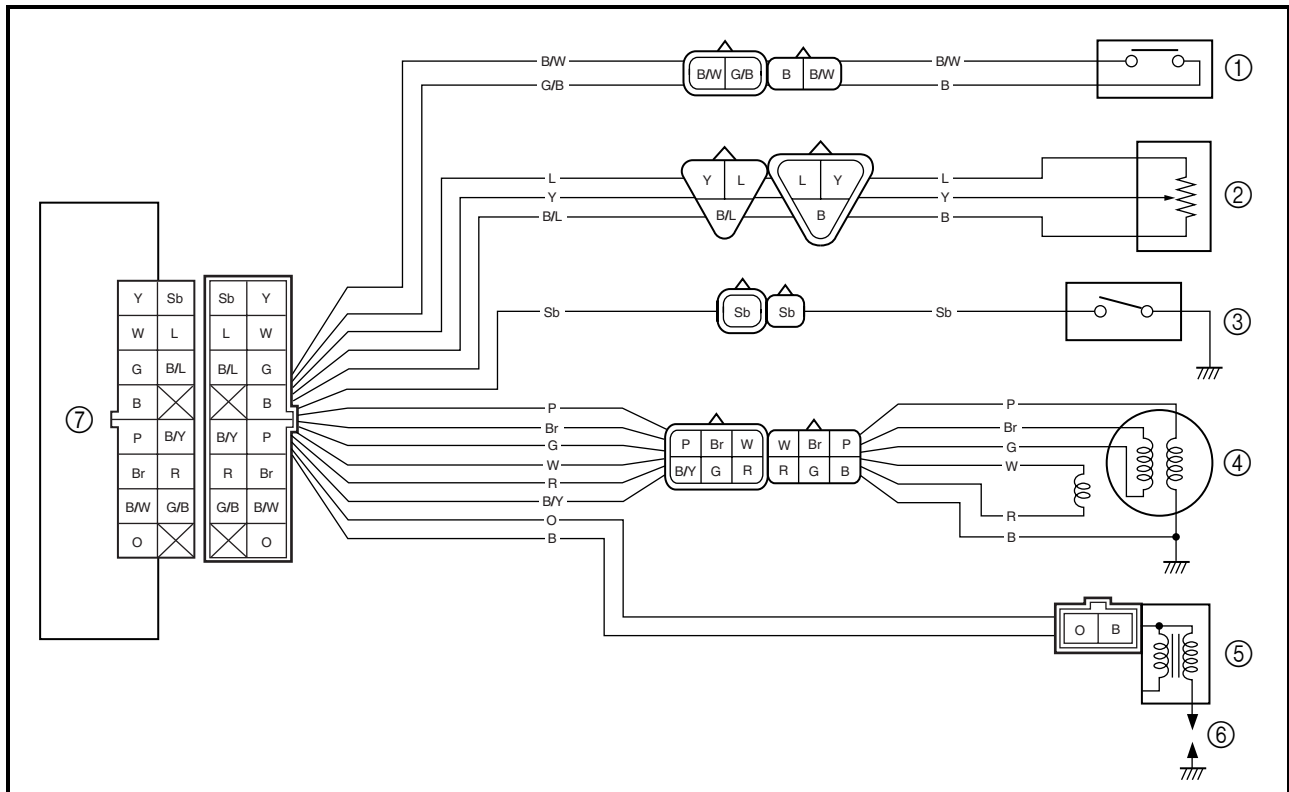 B/W B/W G/B B B/W B/W ①
G/B B
L Y L L Y L
Y Y ②
B/L B/L B B
Y Sb Sb Y Sb Sb Sb Sb ③
W L L W
G B/L B/L G
B B
⑦
P B/Y B/Y P
Br R R Br
B/W G/B G/B B/W
O O
P P
Br P Br W W Br P Br
G G
W W ④
R B/Y G R R G B R
B/Y B
O
B
O B ⑤
⑥